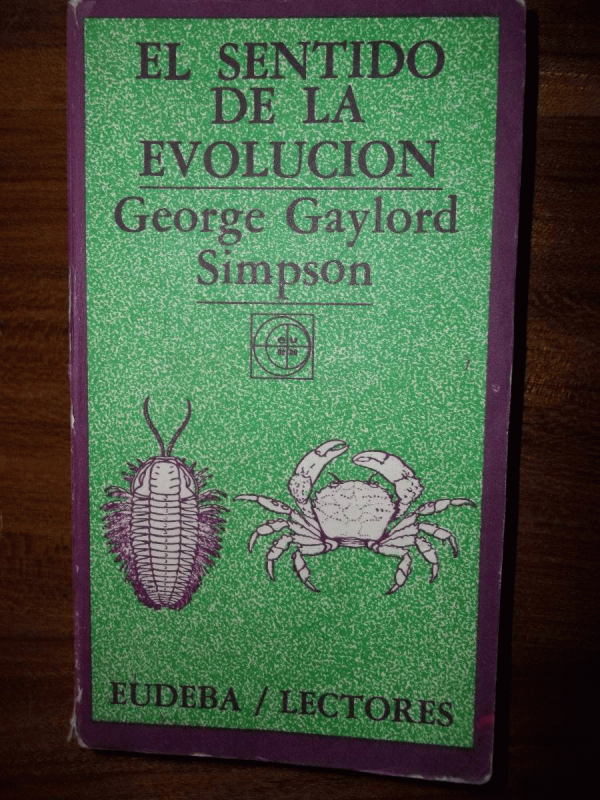 EL SENTIDO
DE LA
EVOLUCION
George Gaylord
Simpson
EUDEBA / LECTORES